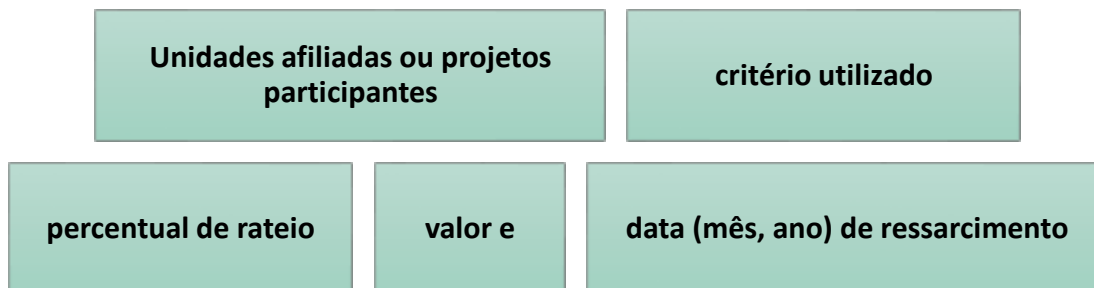 Unidades afiliadas ou projetos
participantes
critério utilizado
percentual de rateio
valor e
data (mês, ano) de ressarcimento